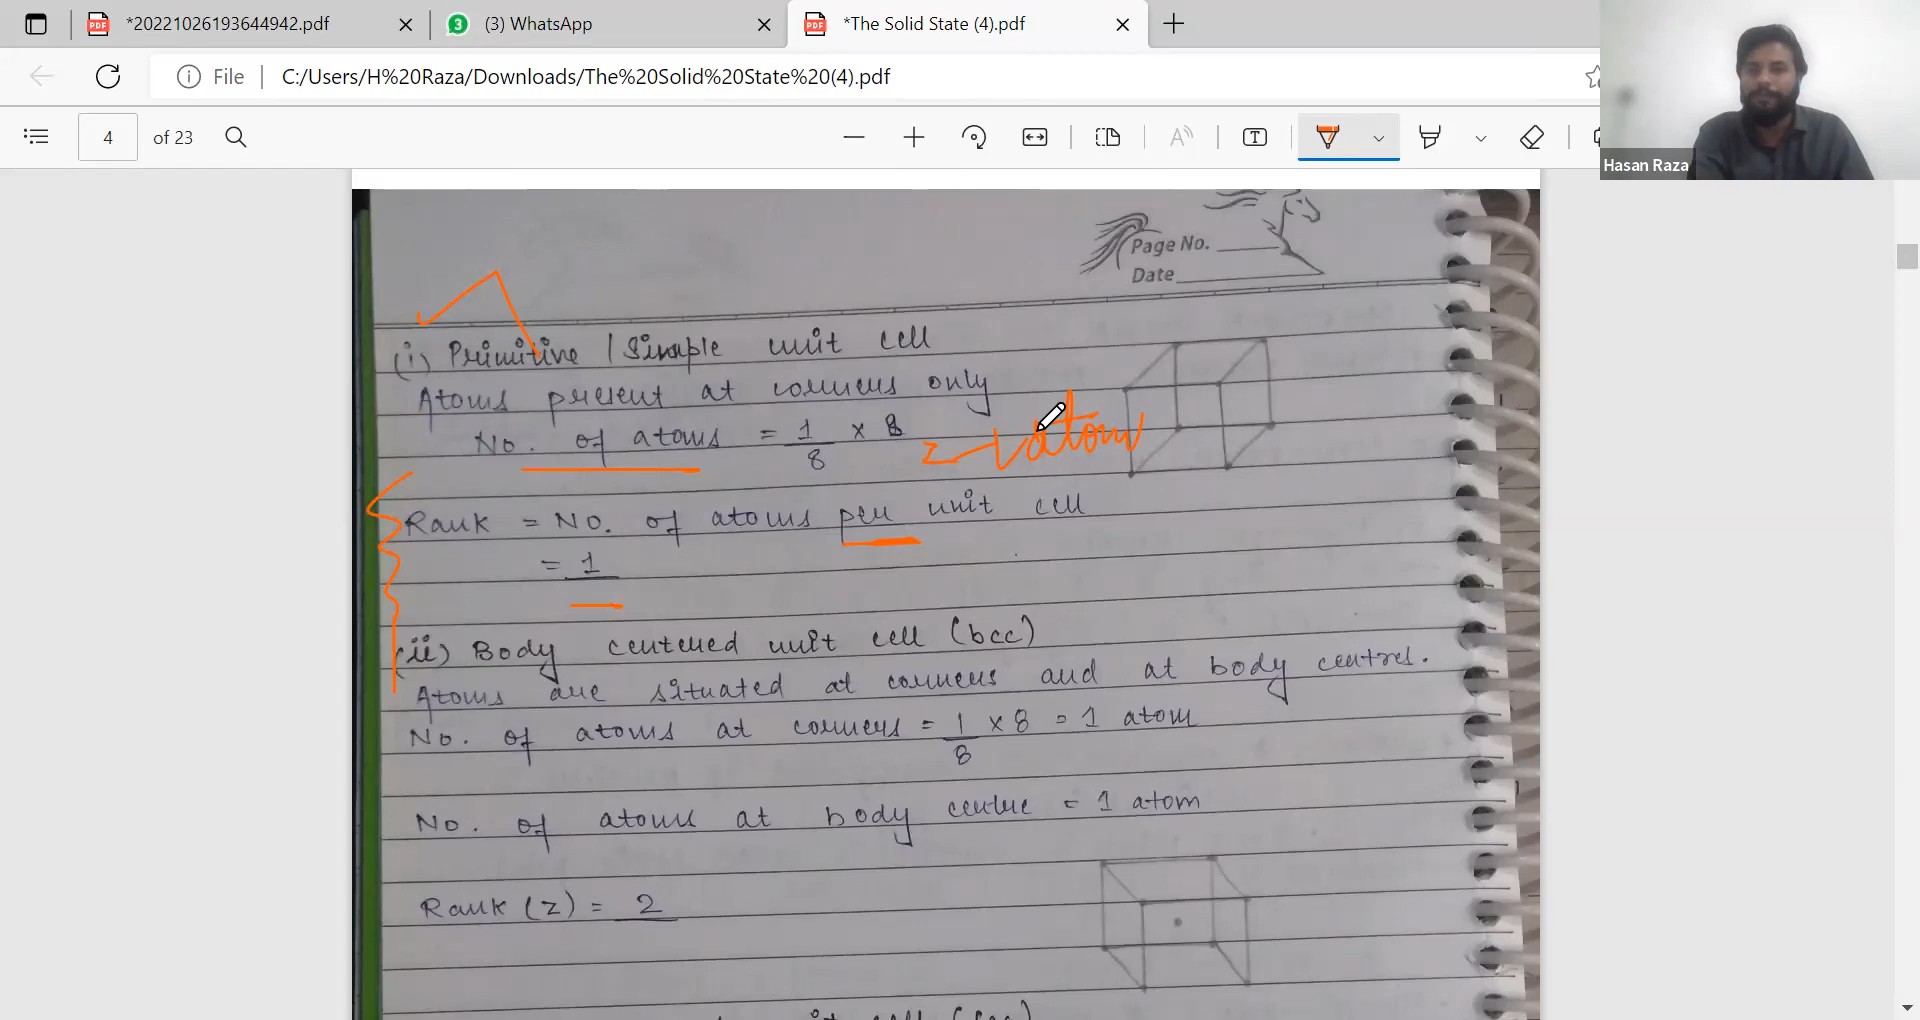 *20221026193644942.pdf
(3) WhatsApp
*The Solid State (4).pdf
File
C:/Users/H%20Raza/Downloads/The%20Solid%20State%20(4).pdf
4 of 23
Hasan Raza
Page No.
Date
(i) Primitive / Simple unit cell
Atoms present at corners only
No. of atoms = 1/8 × 8
= 1 atom
Rank = No. of atoms per unit cell
= 1
(ii) Body centered unit cell (bcc)
Atoms are situated at corners and at body centres.
No. of atoms at corners = 1/8 × 8 = 1 atom
No. of atoms at body centre = 1 atom
Rank (z) = 2